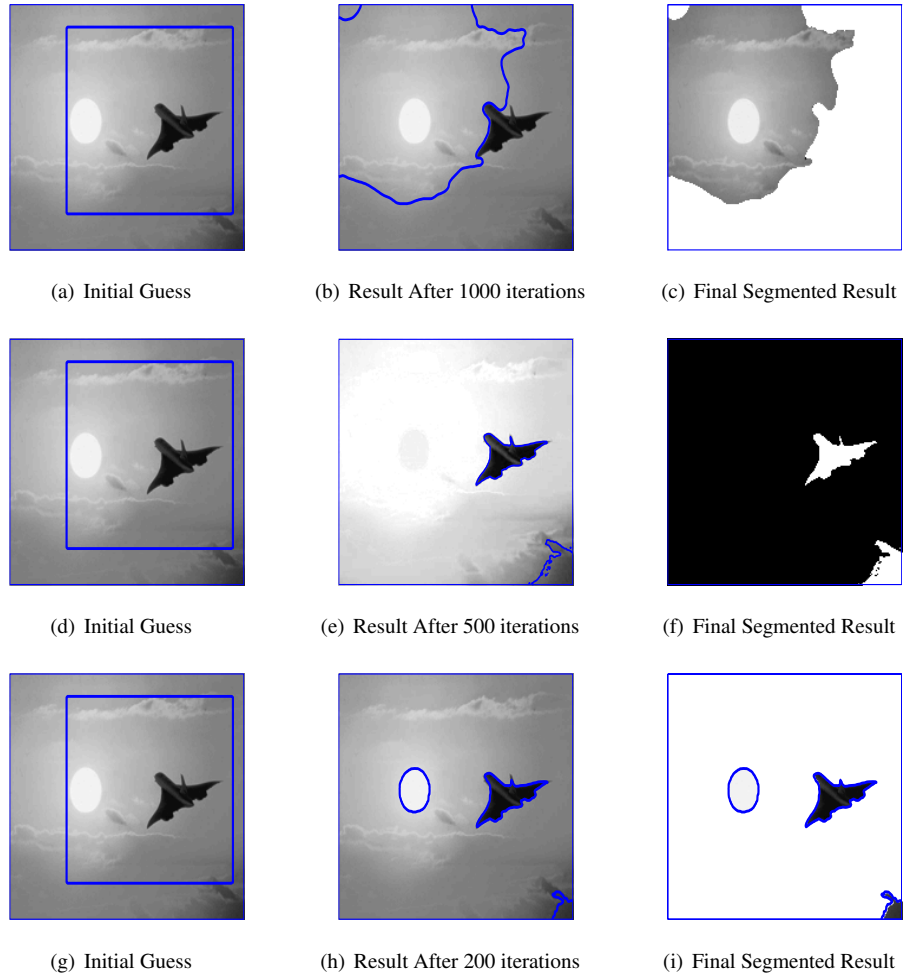 (a) Initial Guess
(b) Result After 1000 iterations
(c) Final Segmented Result
(d) Initial Guess
(e) Result After 500 iterations
(f) Final Segmented Result
(g) Initial Guess
(h) Result After 200 iterations
(i) Final Segmented Result